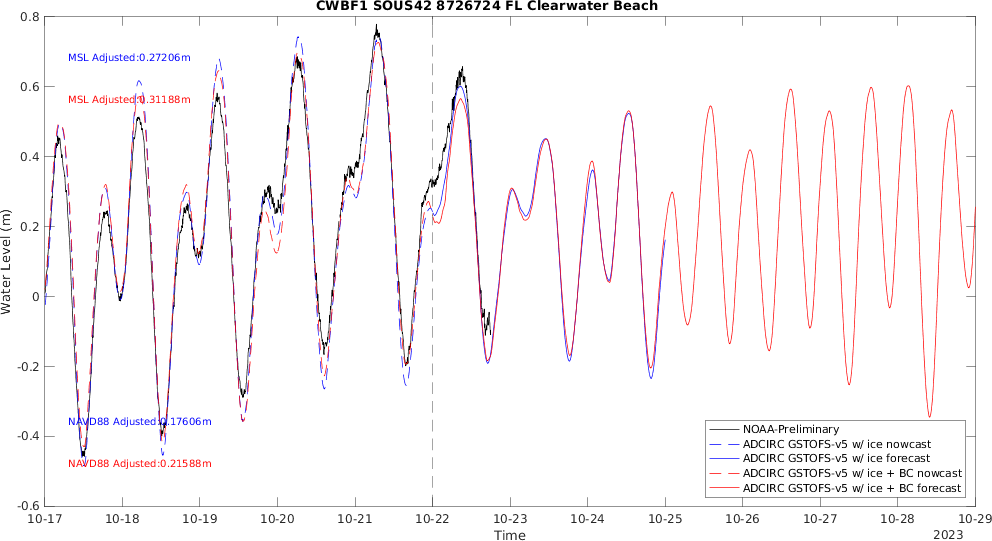 CWBF1 SOUS42 8726724 FL Clearwater Beach
0.8
MSL Adjusted:0.27206m
0.6
MSL Adjusted:0.31188m
0.4
0.2
Water Level (m)
0
-0.2
NAVD88 Adjusted:0.17606m
-0.4
NAVD88 Adjusted:0.21588m
-0.6
NOAA-Preliminary
ADCIRC GSTOFS-v5 w/ ice nowcast
ADCIRC GSTOFS-v5 w/ ice forecast
ADCIRC GSTOFS-v5 w/ ice + BC nowcast
ADCIRC GSTOFS-v5 w/ ice + BC forecast
10-17 10-18 10-19 10-20 10-21 10-22 10-23 10-24 10-25 10-26 10-27 10-28 10-29
Time
2023